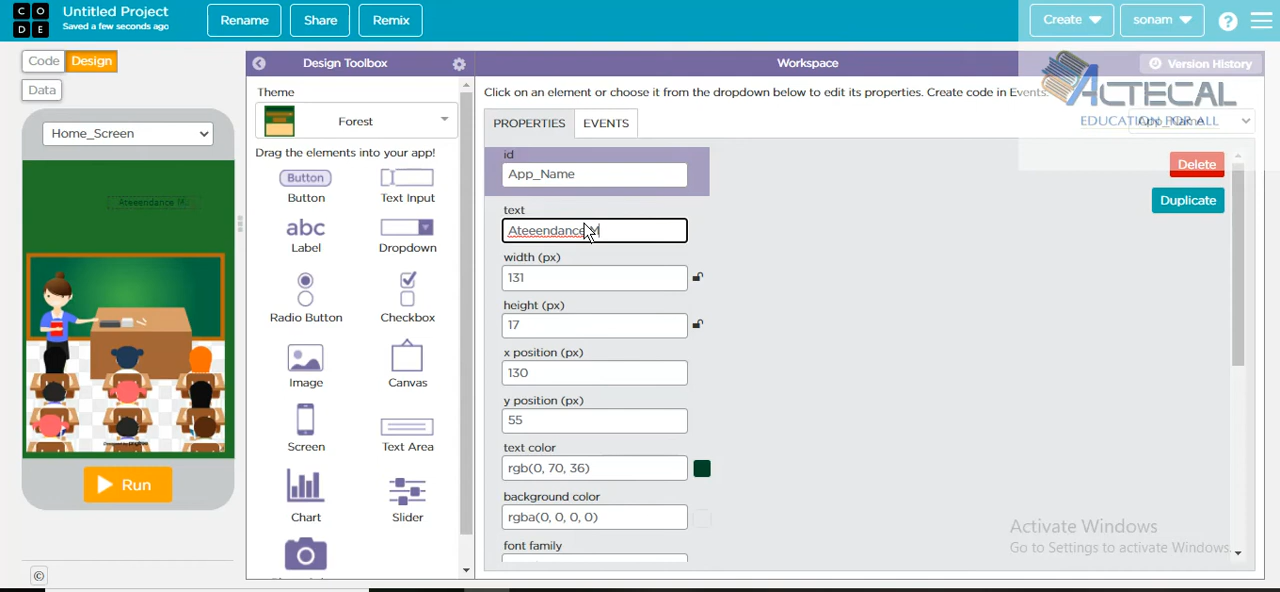 CODE
Untitled Project
Saved a few seconds ago
Rename
Share
Remix
Create
sonam
?
Code
Design
Data
Design Toolbox
Workspace
Version History
ACTECAL
EDUCATION FOR ALL
Home_Screen
Theme
Forest
Click on an element or choose it from the dropdown below to edit its properties. Create code in Events.
App_Name
PROPERTIES
EVENTS
Drag the elements into your app!
Button
Button
Text Input
abc
Label
Dropdown
Radio Button
Checkbox
Image
Canvas
Screen
Text Area
Chart
Slider
id
App_Name
text
Ateeendance M
width (px)
131
height (px)
17
x position (px)
130
y position (px)
55
text color
rgb(0, 70, 36)
background color
rgba(0, 0, 0, 0)
font family
Delete
Duplicate
Ateeendance M
Run
©
Activate Windows
Go to Settings to activate Windows.